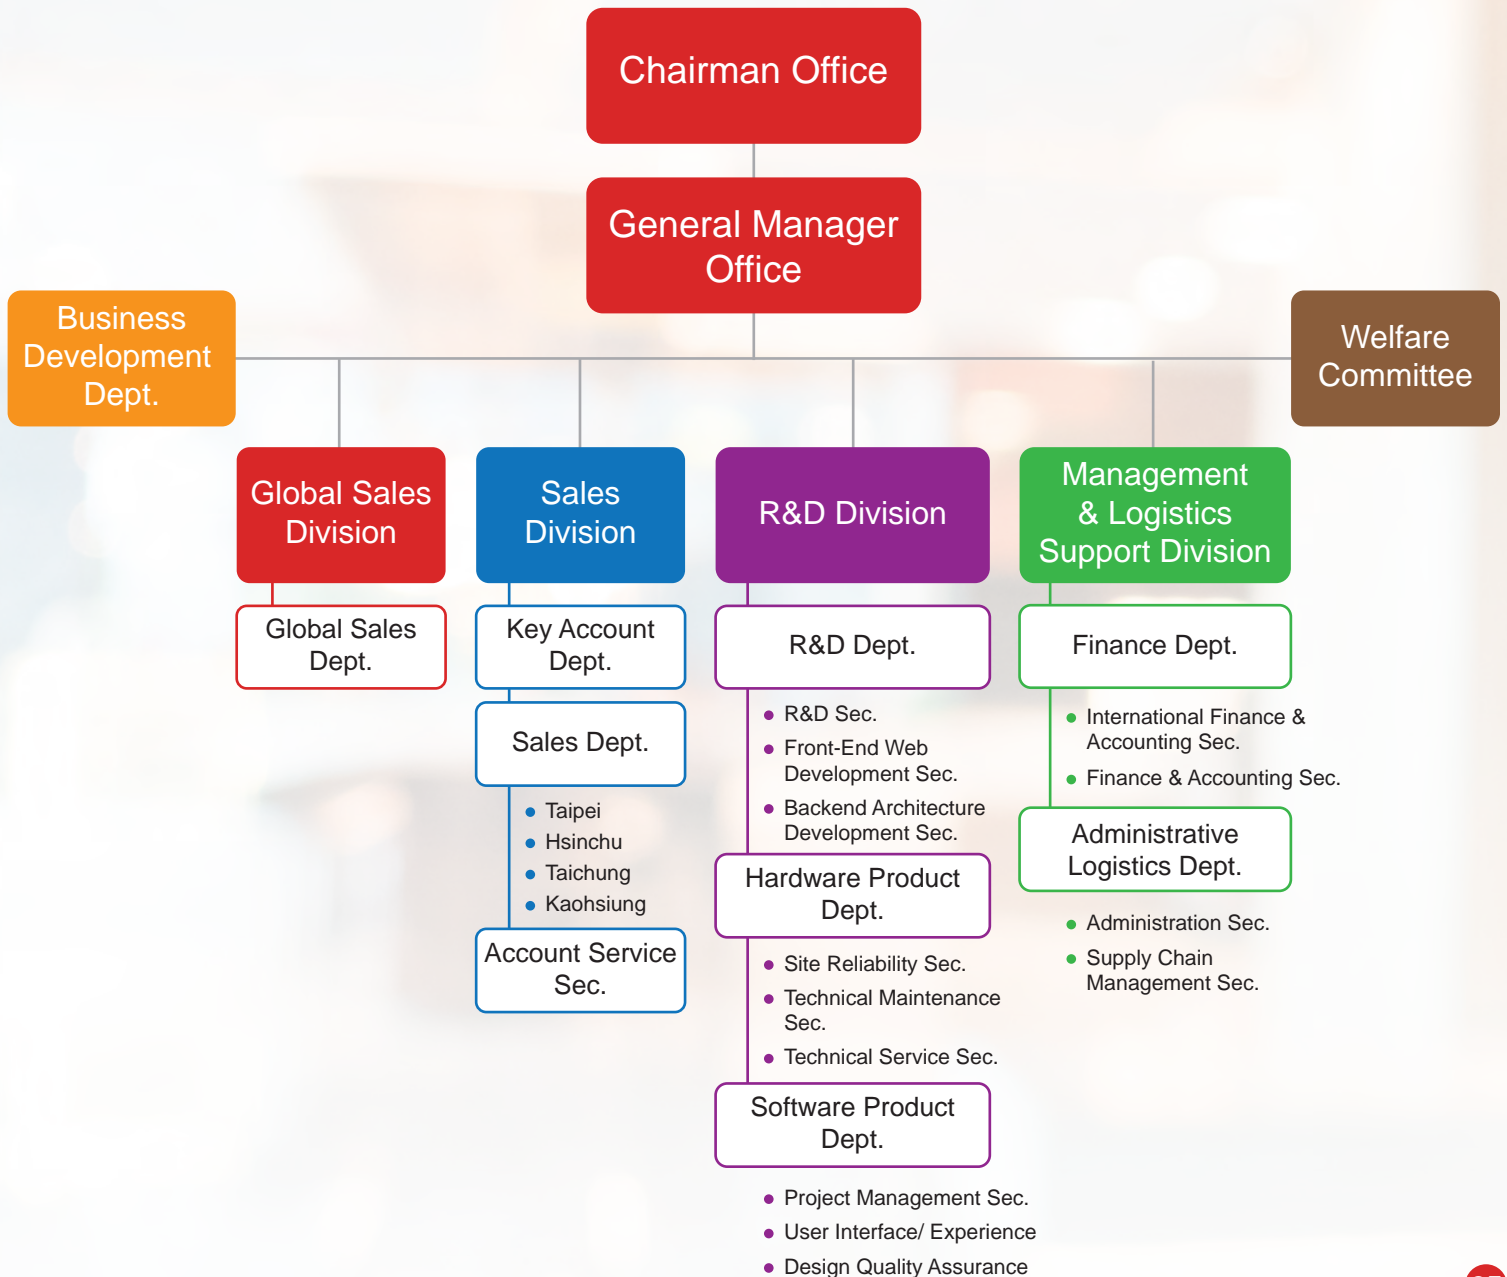 Chairman Office
General Manager
Office
Business
Development
Dept.
Welfare
Committee
Global Sales
Division
Global Sales
Dept.
Sales
Division
Key Account
Dept.
Sales Dept.
Taipei
Hsinchu
Taichung
Kaohsiung
Account Service
Sec.
R&D Division
R&D Dept.
R&D Sec.
Front-End Web
Development Sec.
Backend Architecture
Development Sec.
Hardware Product
Dept.
Site Reliability Sec.
Technical Maintenance
Sec.
Technical Service Sec.
Software Product
Dept.
Project Management Sec.
User Interface/ Experience
Design Quality Assurance
Management
& Logistics
Support Division
Finance Dept.
International Finance &
Accounting Sec.
Finance & Accounting Sec.
Administrative
Logistics Dept.
Administration Sec.
Supply Chain
Management Sec.